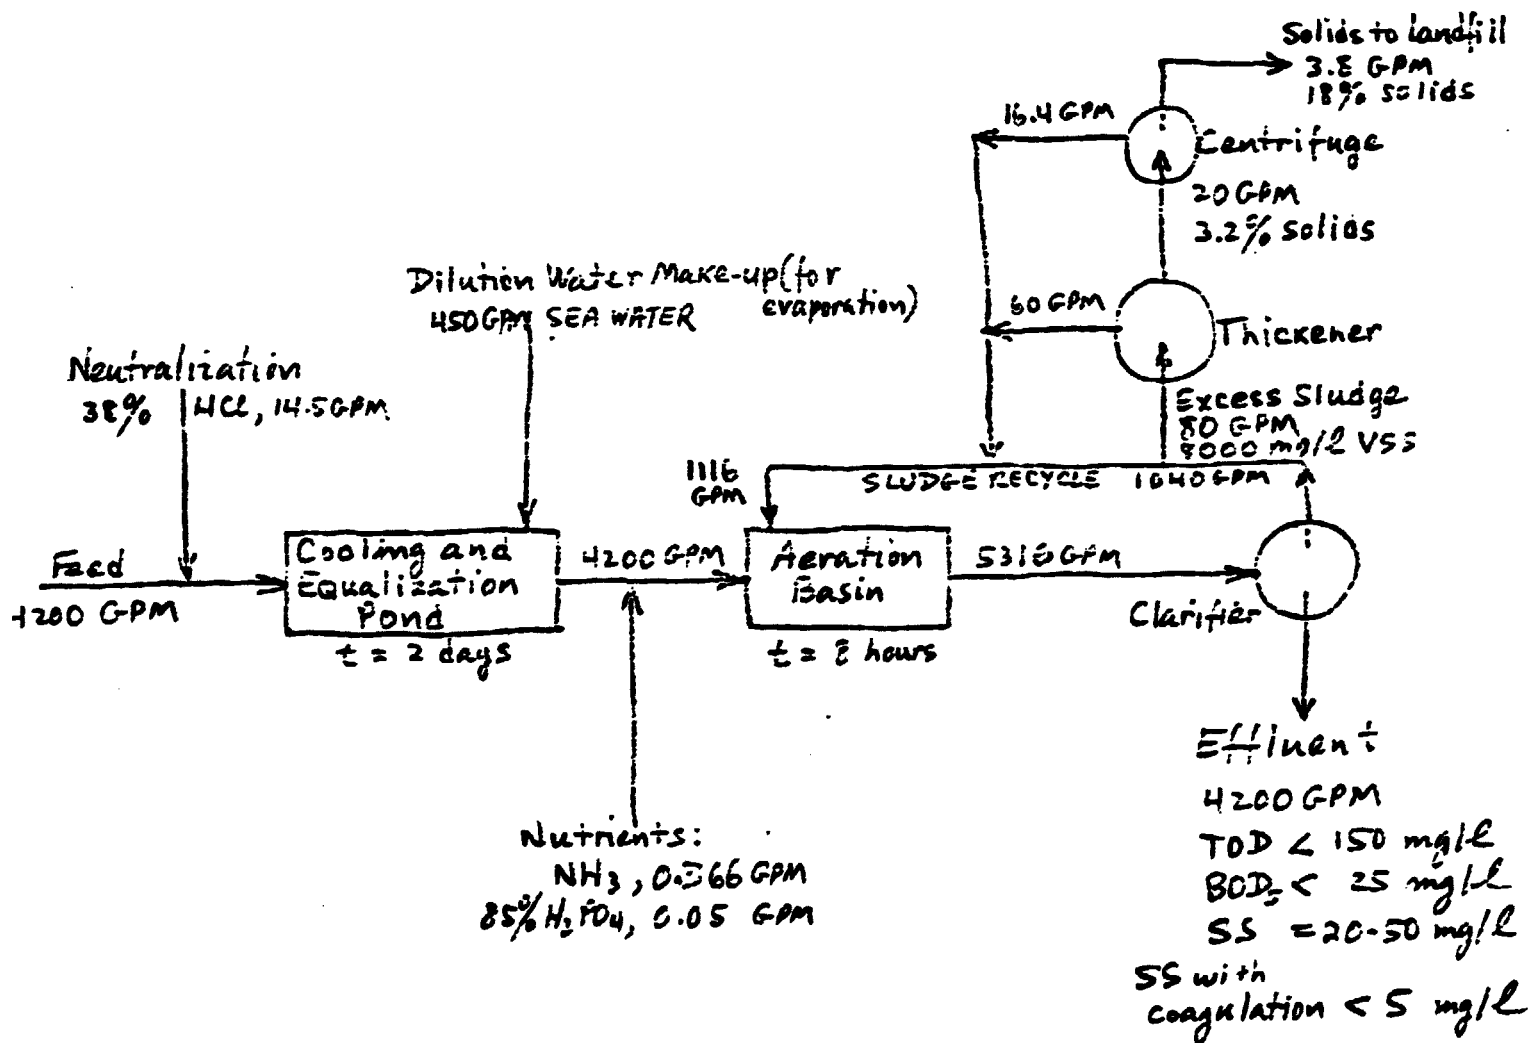 Solids to landfill
3.8 GPM
18% solids
16.4 GPM
Centrifuge
20 GPM
3.2% solids
Dilution Water Make-up (for
evaporation)
450 GPM SEA WATER
60 GPM
Thickener
Neutralization
38% HCl, 14.5 GPM
Excess Sludge
80 GPM
8000 mg/l VSS
1116
GPM
SLUDGE RECYCLE 1040 GPM
Feed
4200 GPM
Cooling and
Equalization
Pond
t = 2 days
4200 GPM
Aeration
Basin
t = 8 hours
5316 GPM
Clarifier
Effluent
4200 GPM
TOD < 150 mg/l
BOD5 < 25 mg/l
SS = 20-50 mg/l
SS with
coagulation < 5 mg/l
Nutrients:
NH3, GPM
85% PO4, 0.05 GPM